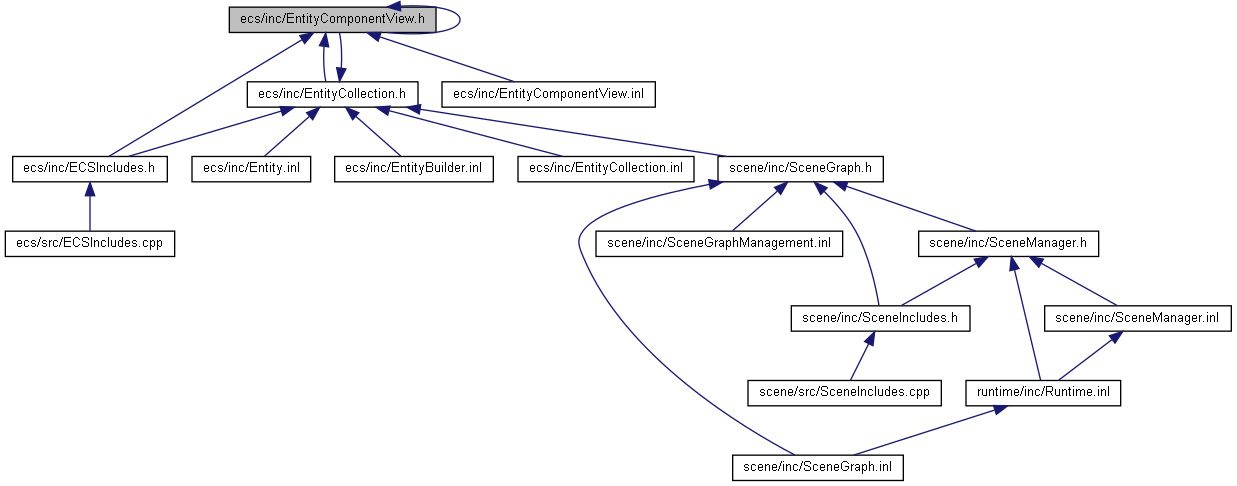 ecs/inc/EntityComponentView.h
ecs/inc/EntityCollection.h
ecs/inc/EntityComponentView.inl
ecs/inc/ECSIncludes.h
ecs/inc/Entity.inl
ecs/inc/EntityBuilder.inl
ecs/inc/EntityCollection.inl
scene/inc/SceneGraph.h
ecs/src/ECSIncludes.cpp
scene/inc/SceneGraphManagement.inl
scene/inc/SceneManager.h
scene/inc/SceneIncludes.h
scene/inc/SceneManager.inl
scene/src/SceneIncludes.cpp
runtime/inc/Runtime.inl
scene/inc/SceneGraph.inl